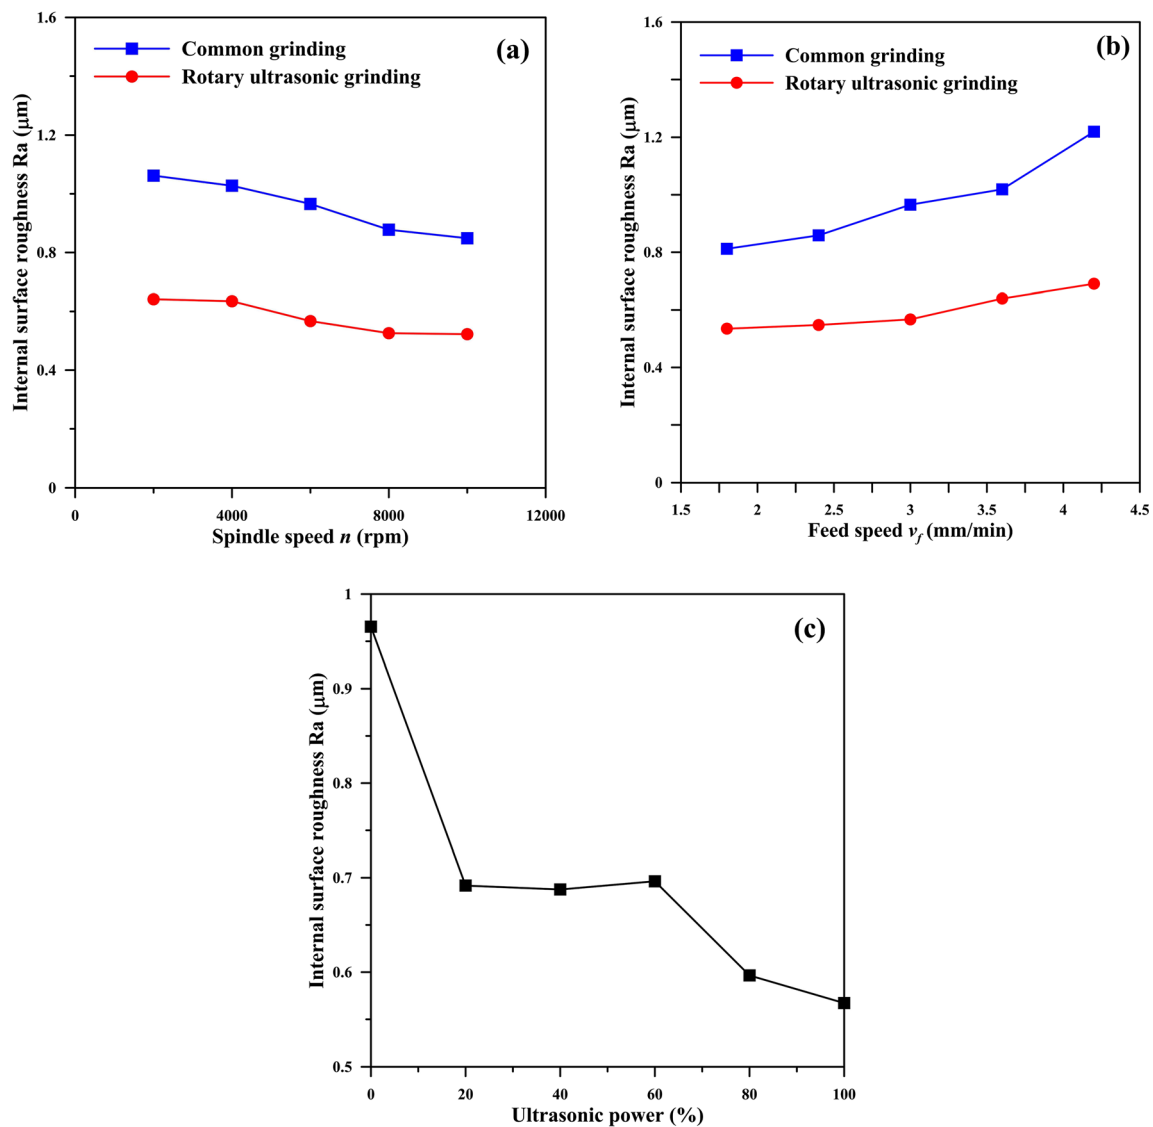 (a)
Common grinding
Rotary ultrasonic grinding
Internal surface roughness Ra (μm)
1.6
1.2
0.8
0.4
0
0 4000 8000 12000
Spindle speed n (rpm)
(b)
Common grinding
Rotary ultrasonic grinding
Internal surface roughness Ra (μm)
1.6
1.2
0.8
0.4
0
1.5 2 2.5 3 3.5 4 4.5
Feed speed v_f (mm/min)
(c)
Internal surface roughness Ra (μm)
1
0.9
0.8
0.7
0.6
0.5
0 20 40 60 80 100
Ultrasonic power (%)